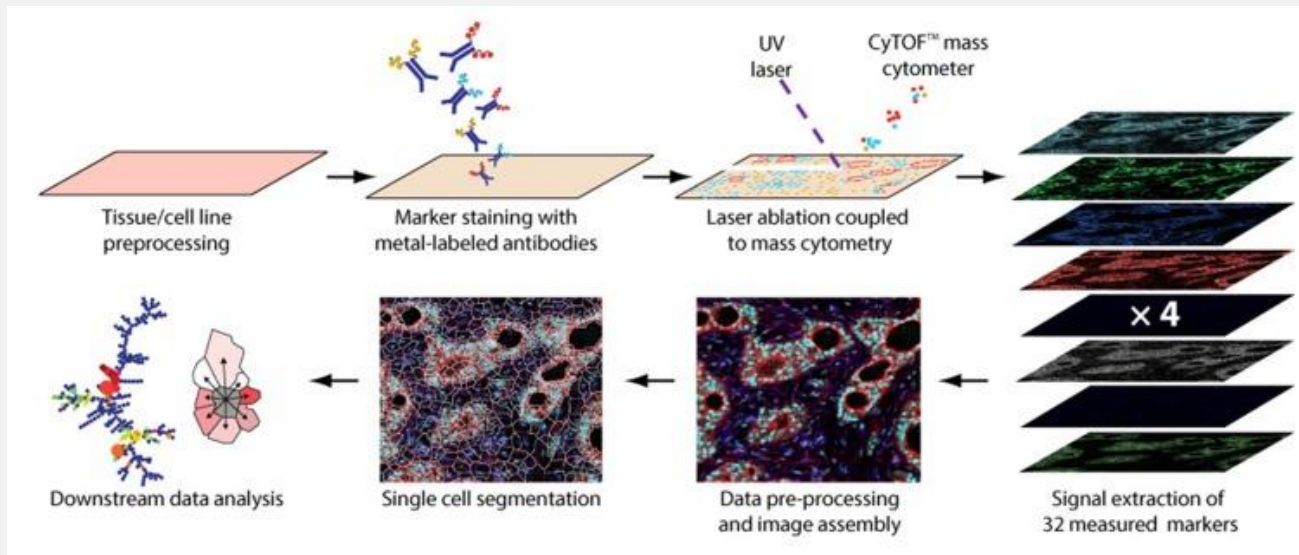 UV
laser
CyTOF™ mass
cytometer
Tissue/cell line
preprocessing
Marker staining with
metal-labeled antibodies
Laser ablation coupled
to mass cytometry
× 4
Signal extraction of
32 measured markers
Data pre-processing
and image assembly
Single cell segmentation
Downstream data analysis